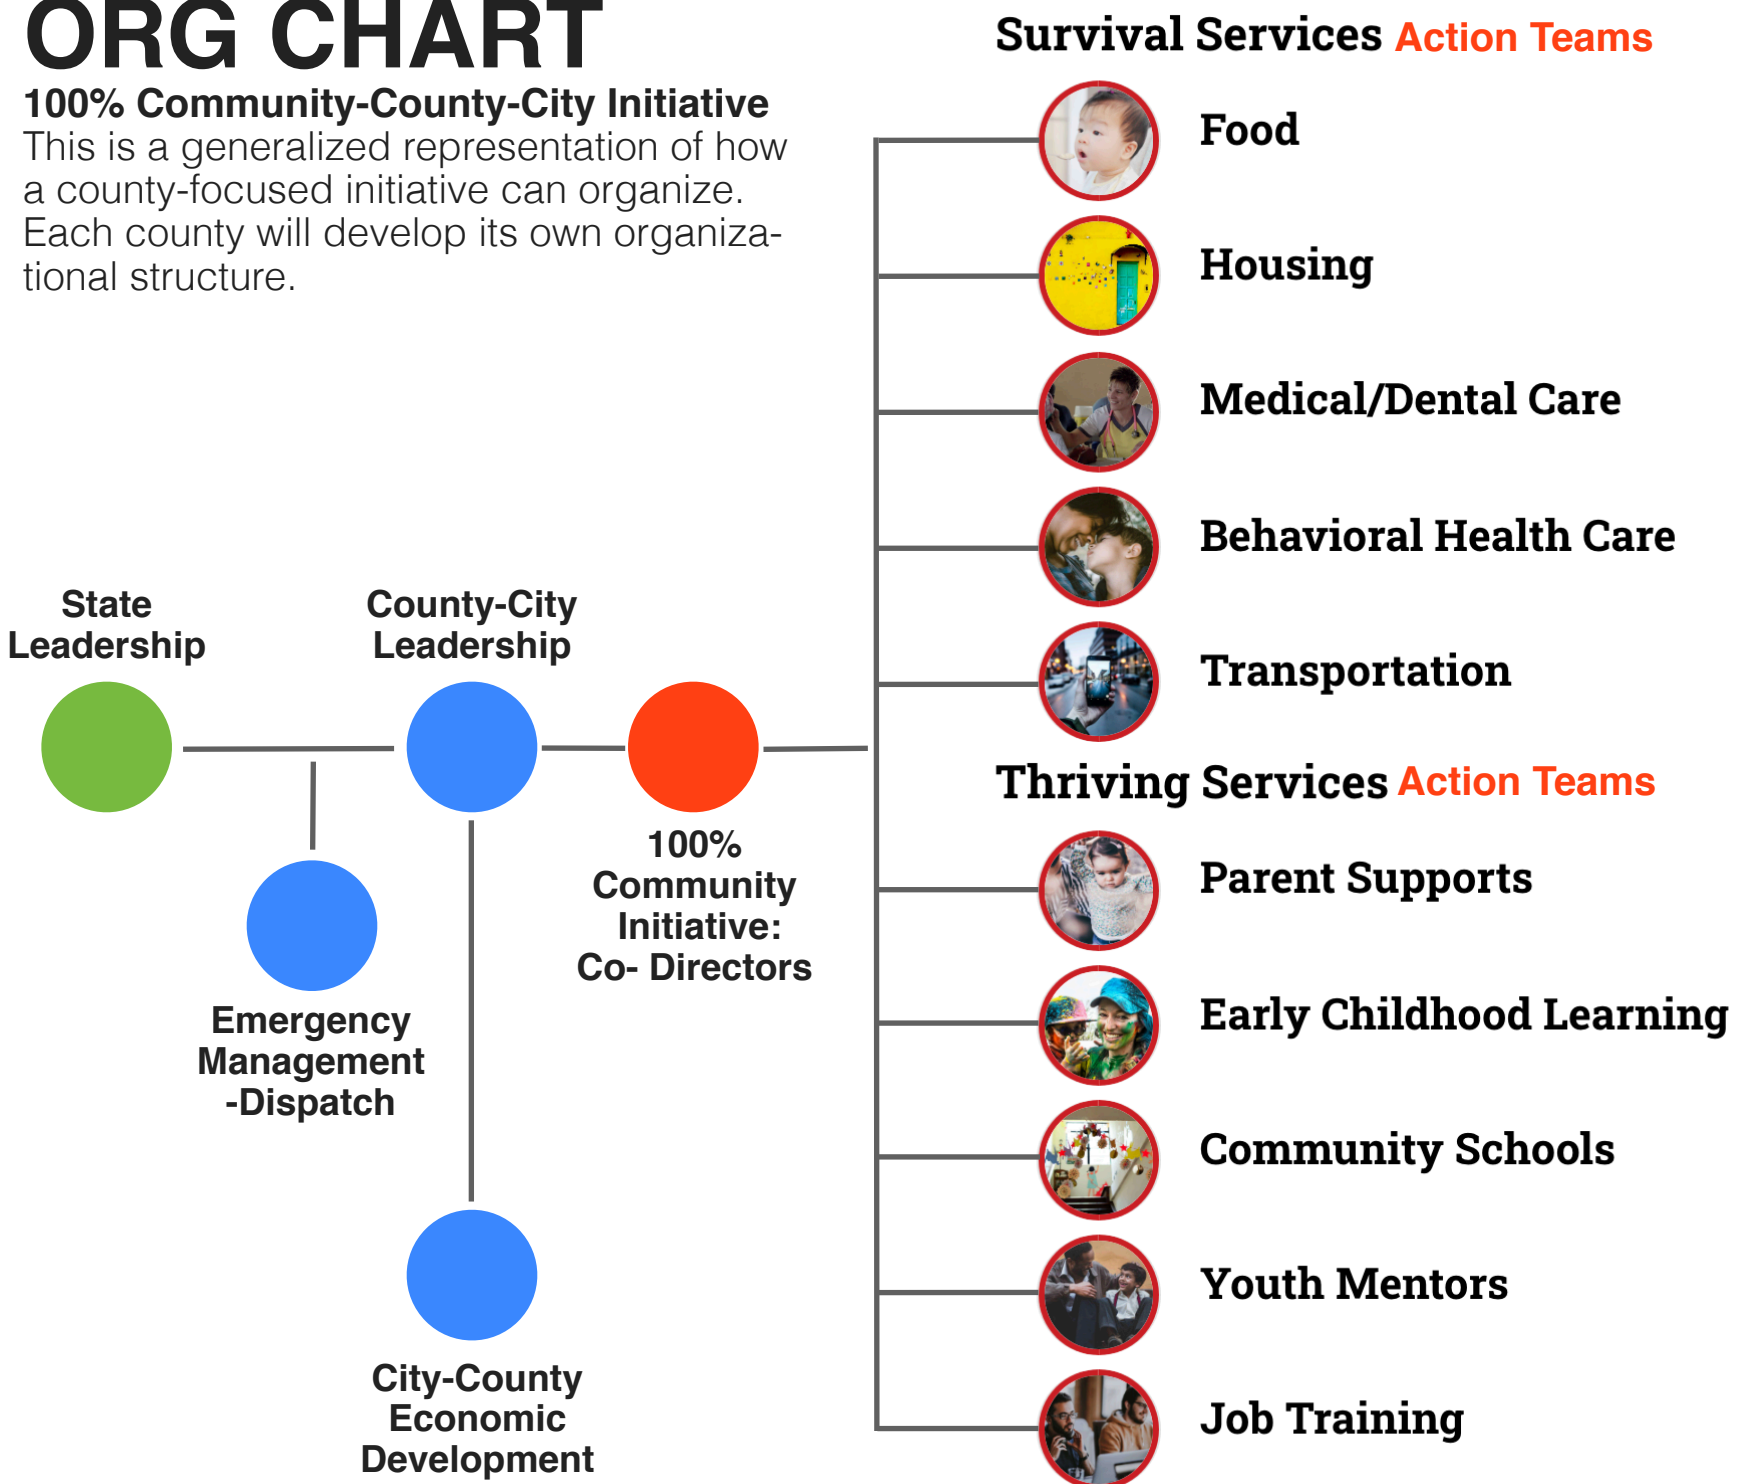 ORG CHART
100% Community-County-City Initiative
This is a generalized representation of how
a county-focused initiative can organize.
Each county will develop its own organiza-
tional structure.
State
Leadership
County-City
Leadership
100%
Community
Initiative:
Co- Directors
Emergency
Management
-Dispatch
City-County
Economic
Development
Survival Services Action Teams
Food
Housing
Medical/Dental Care
Behavioral Health Care
Transportation
Thriving Services Action Teams
Parent Supports
Early Childhood Learning
Community Schools
Youth Mentors
Job Training